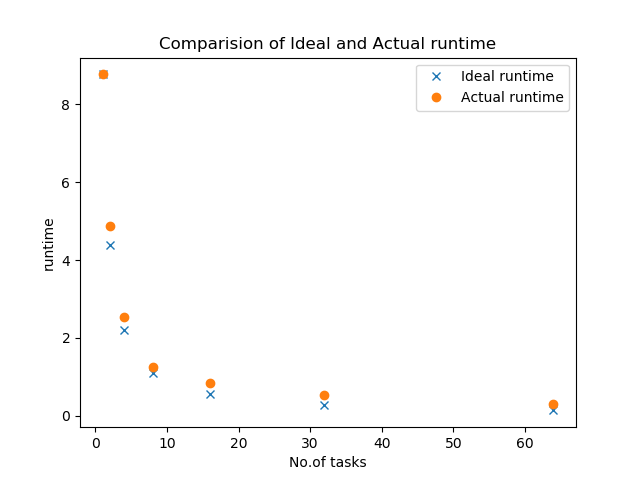 Comparision of Ideal and Actual runtime
Ideal runtime
Actual runtime
8
6
4
2
0
runtime
0 10 20 30 40 50 60
No.of tasks